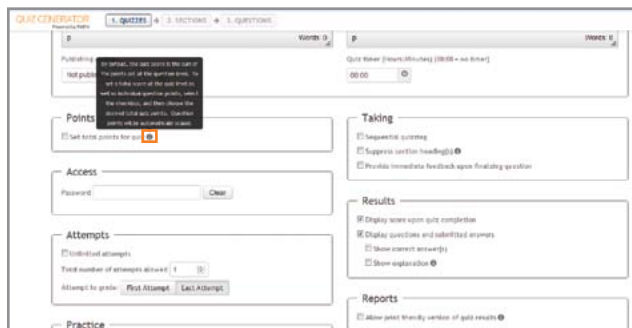 QUIZ GENERATOR
1. QUIZZES → 2. SECTIONS → 3. QUESTIONS
p Words: 0
p Words: 0
Publishing
Not publ
By default, the quiz score is the sum of
the points set at the question level. To
set a total score at the quiz level as
well as individual question points, select
the checkbox, and then choose the
desired total quiz points. Question
points will be automatically scaled.
Quiz timer [Hours:Minutes] (00:00 = no timer)
00:00
Points
Set total points for quiz
Access
Password Clear
Attempts
Unlimited attempts
Total number of attempts allowed 1
Attempt to grade: First Attempt Last Attempt
Practice
Taking
Sequential quizzing
Suppress section heading(s)
Provide immediate feedback upon finalizing question
Results
Display score upon quiz completion
Display questions and submitted answers
Show correct answer(s)
Show explanation
Reports
Allow print friendly version of quiz results